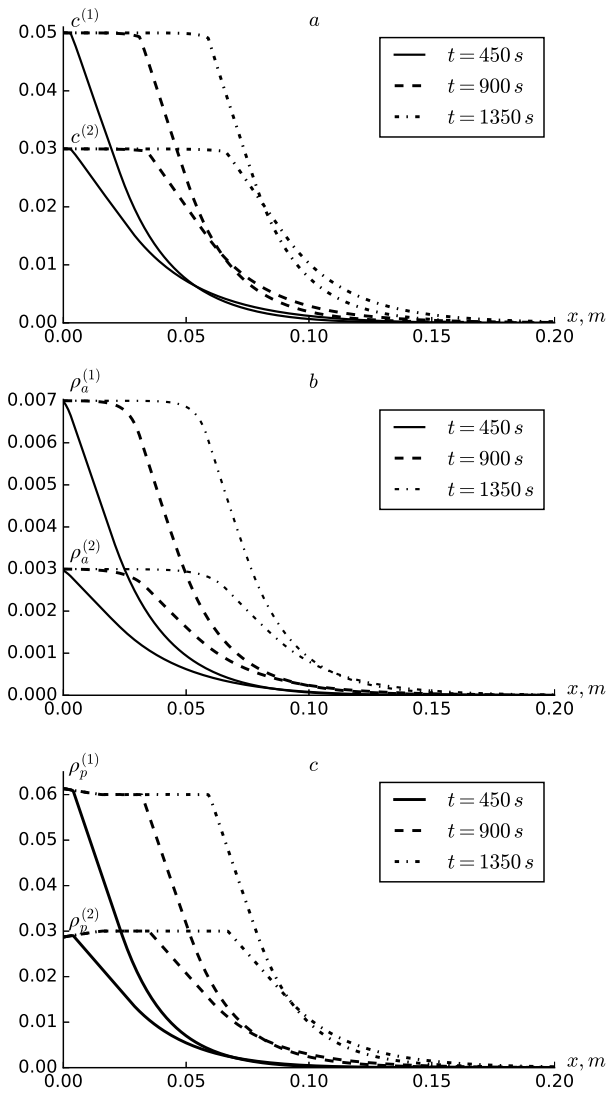 a
c^{(1)}
0.05
0.04
c^{(2)}
0.03
0.02
0.01
0.00
t = 450 s
t = 900 s
t = 1350 s
0.00 0.05 0.10 0.15 0.20
x, m
b
ρ_a^{(1)}
0.007
0.006
0.005
0.004
ρ_a^{(2)}
0.003
0.002
0.001
0.000
t = 450 s
t = 900 s
t = 1350 s
0.00 0.05 0.10 0.15 0.20
x, m
c
ρ_p^{(1)}
0.06
0.05
0.04
ρ_p^{(2)}
0.03
0.02
0.01
0.00
t = 450 s
t = 900 s
t = 1350 s
0.00 0.05 0.10 0.15 0.20
x, m